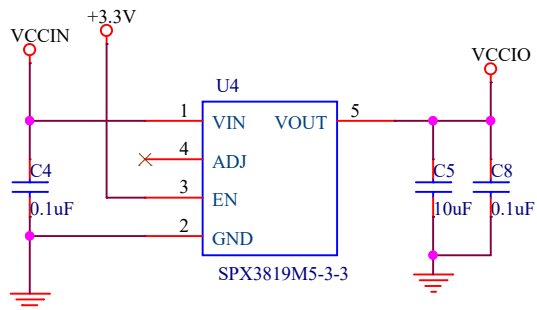 +3.3V
VCCIN
VCCIO
U4
1 VIN VOUT 5
4 ADJ
C4 C5 C8
3 EN
0.1uF 10uF 0.1uF
2 GND
SPX3819M5-3-3